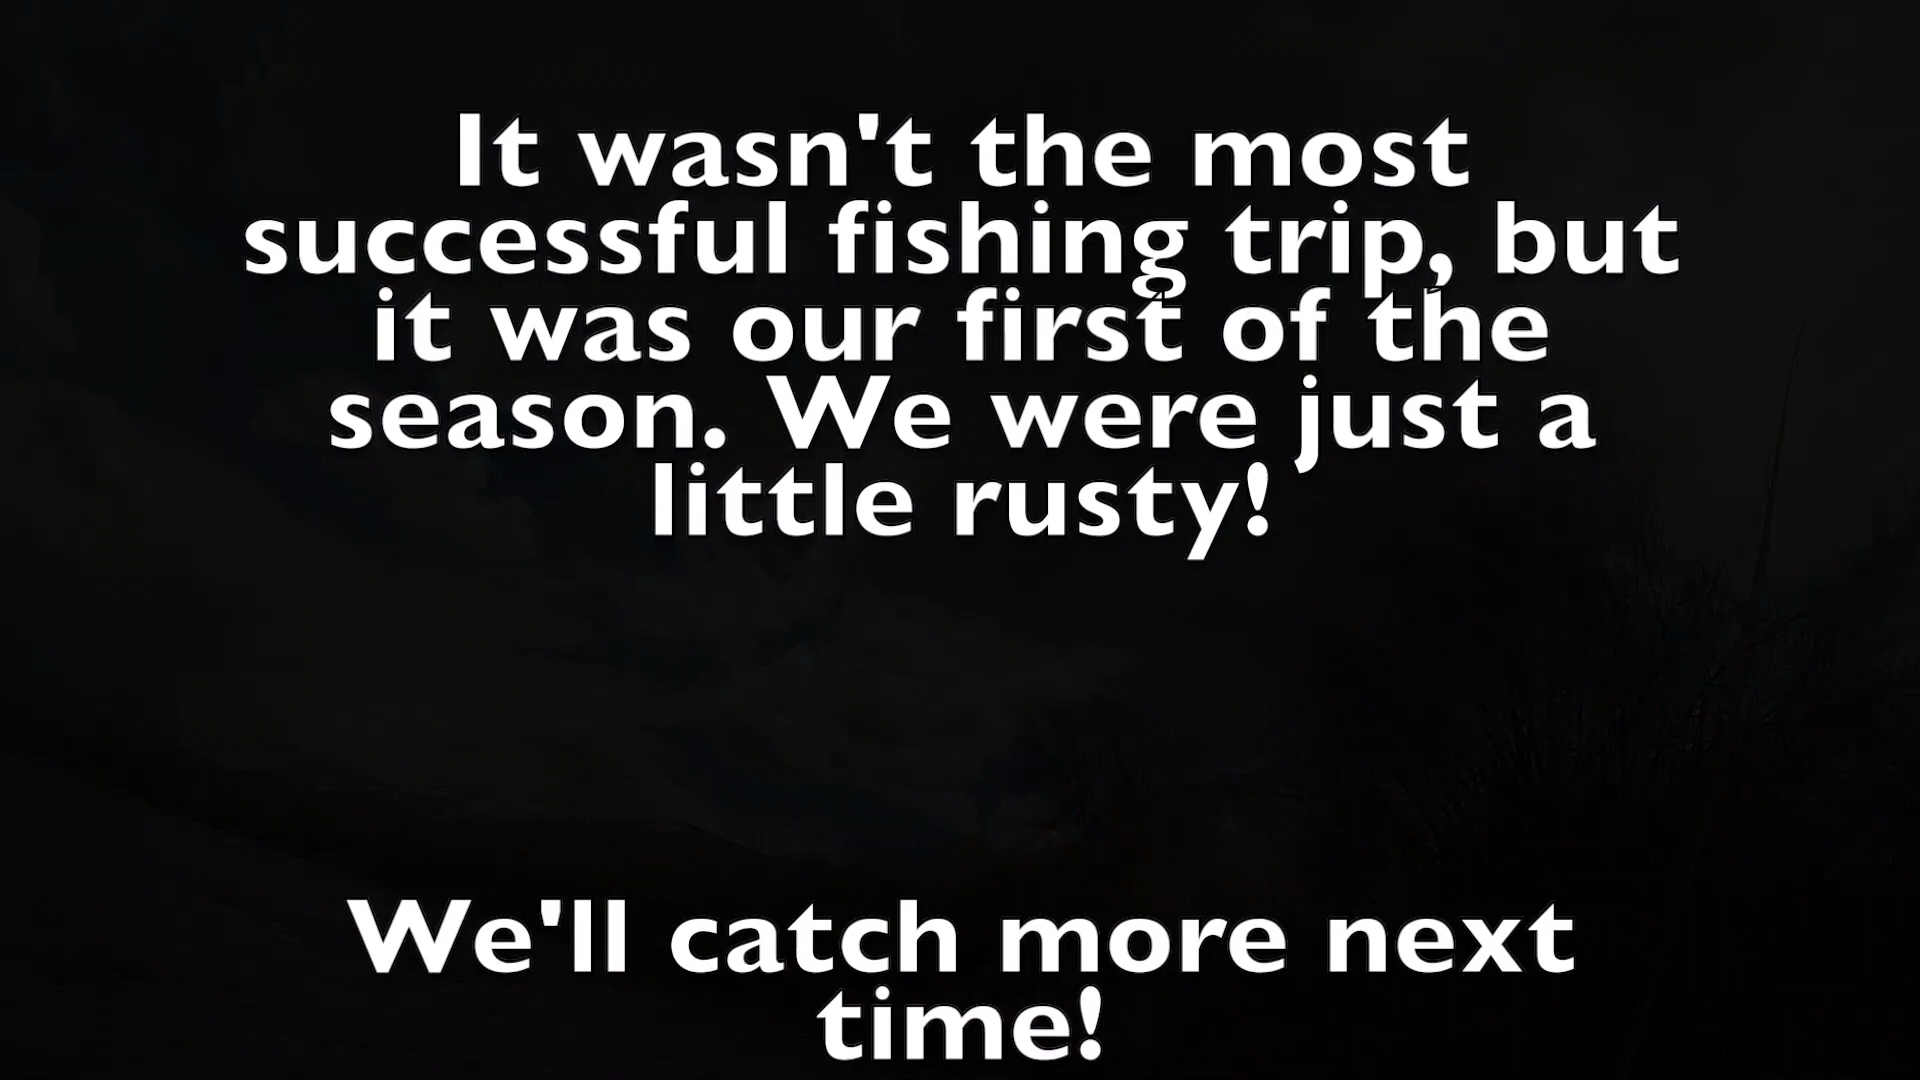 It wasn't the most
successful fishing trip, but
it was our first of the
season. We were just a
little rusty!
We'll catch more next
time!